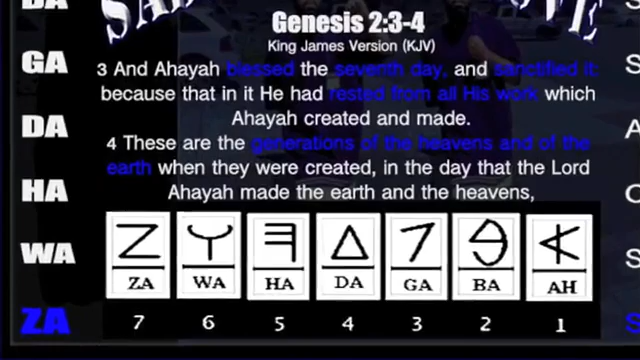 Genesis 2:3-4
King James Version (KJV)
3 And Ahayah blessed the seventh day, and sanctified it:
because that in it He had rested from all His work which
Ahayah created and made.
4 These are the generations of the heavens and of the
earth when they were created, in the day that the Lord
Ahayah made the earth and the heavens,
GA
DA
HA
WA
ZA
ZA WA HA DA GA BA AH
7 6 5 4 3 2 1